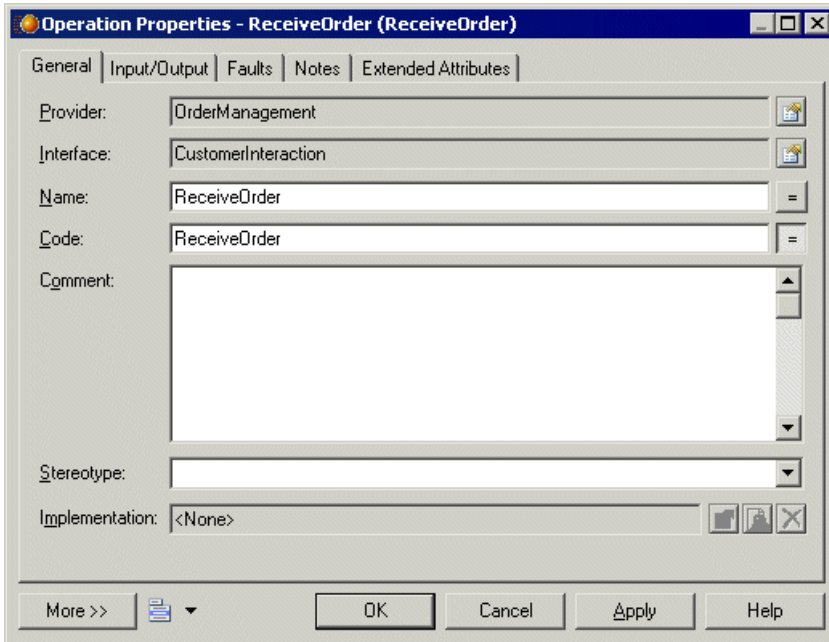 Operation Properties - ReceiveOrder (ReceiveOrder)
General Input/Output Faults Notes Extended Attributes
Provider: OrderManagement
Interface: CustomerInteraction
Name: ReceiveOrder =
Code: ReceiveOrder =
Comment:
Stereotype:
Implementation: <None>
More >> OK Cancel Apply Help